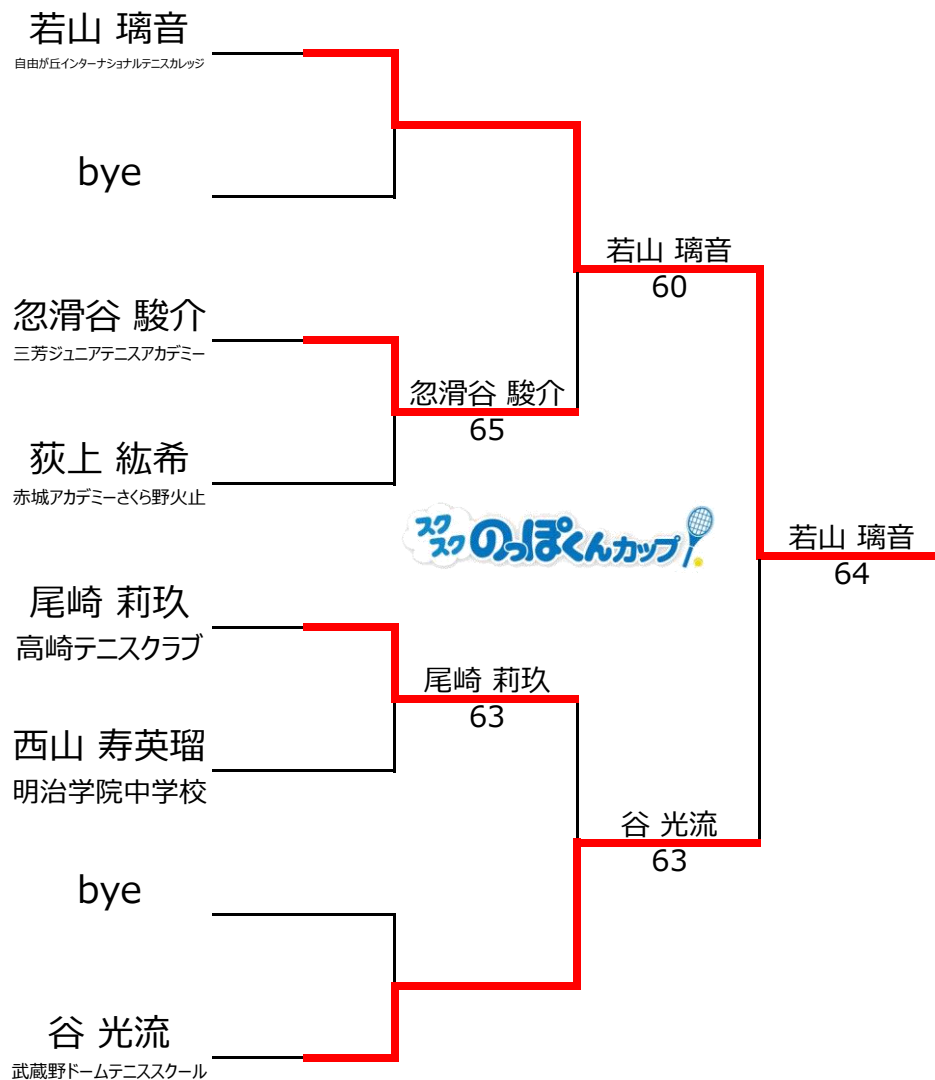 若山 璃音
自由が丘インターナショナルテニスカレッジ
bye
若山 璃音
60
忽滑谷 駿介
三芳ジュニアテニスアカデミー
忽滑谷 駿介
65
荻上 紘希
赤城アカデミーさくら野火止
スクスク のっぽくんカップ
若山 璃音
64
尾崎 莉玖
高崎テニスクラブ
尾崎 莉玖
63
西山 寿英瑠
明治学院中学校
谷 光流
63
bye
谷 光流
武蔵野ドームテニススクール